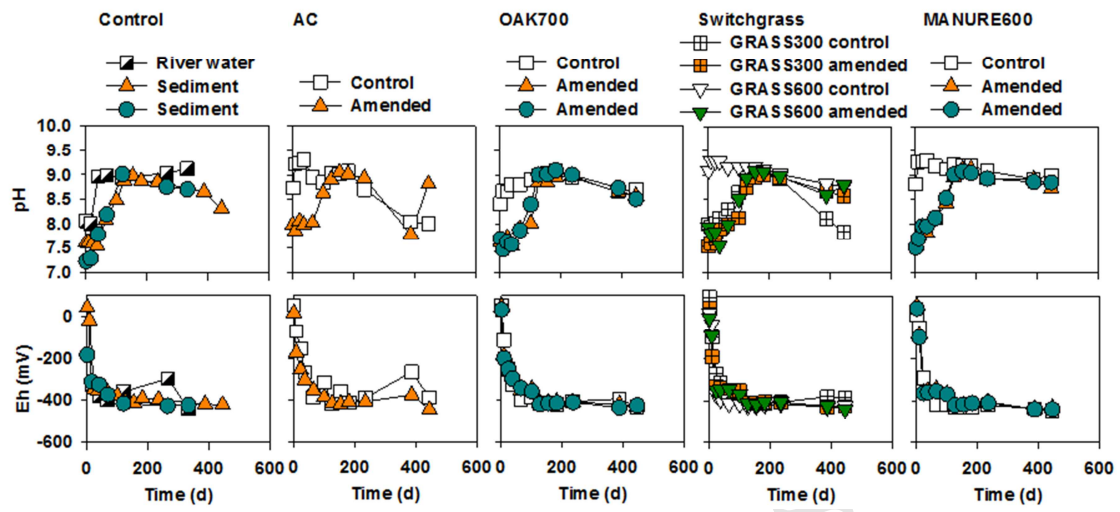 Control
AC
OAK700
Switchgrass
MANURE600
River water
Sediment
Sediment
Control
Amended
Control
Amended
Amended
GRASS300 control
GRASS300 amended
GRASS600 control
GRASS600 amended
Control
Amended
Amended
pH
10.0
9.5
9.0
8.5
8.0
7.5
7.0
Eh (mV)
0
-200
-400
-600
0 200 400 600
0 200 400 600
0 200 400 600
0 200 400 600
0 200 400 600
Time (d)
Time (d)
Time (d)
Time (d)
Time (d)